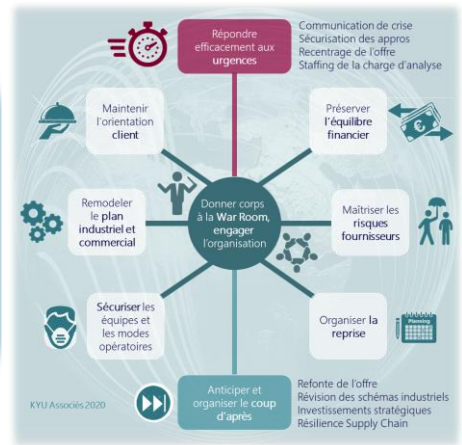 Répondre
efficacement aux
urgences
Communication de crise
Sécurisation des appros
Recentrage de l'offre
Staffing de la charge d'analyse
Maintenir
l'orientation
client
Préserver
l'équilibre
financier
Remodeler
le plan
industriel et
commercial
Donner corps
à la War Room,
engager
l'organisation
Maîtriser les
risques
fournisseurs
Sécuriser les
équipes et
les modes
opératoires
Organiser la
reprise
Planning
KYU Associés 2020
Anticiper et
organiser le coup
d'après
Refonte de l'offre
Révision des schémas industriels
Investissements stratégiques
Résilience Supply Chain